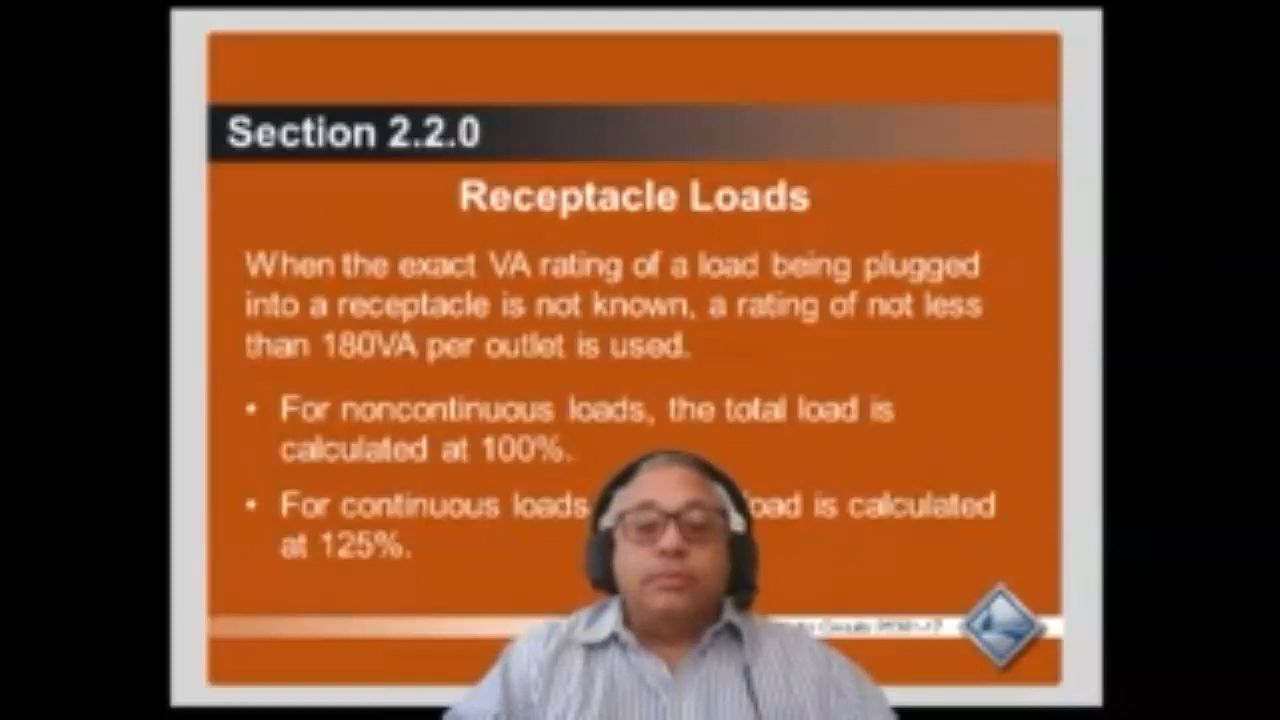 Section 2.2.0
Receptacle Loads
When the exact VA rating of a load being plugged
into a receptacle is not known, a rating of not less
than 180VA per outlet is used.
• For noncontinuous loads, the total load is
calculated at 100%.
• For continuous loads load is calculated
at 125%.